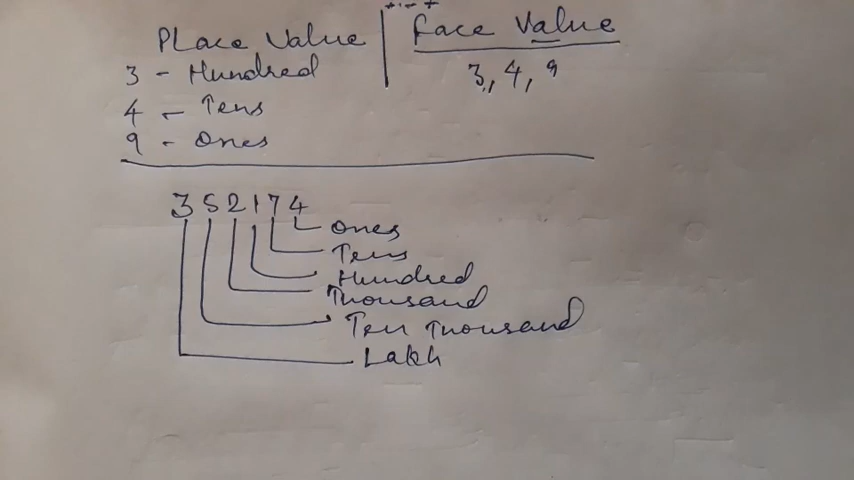 Place Value
3 - Hundred
4 - Tens
9 - Ones
Face Value
3, 4, 9
352174
Ones
Tens
Hundred
Thousand
Ten Thousand
Lakh